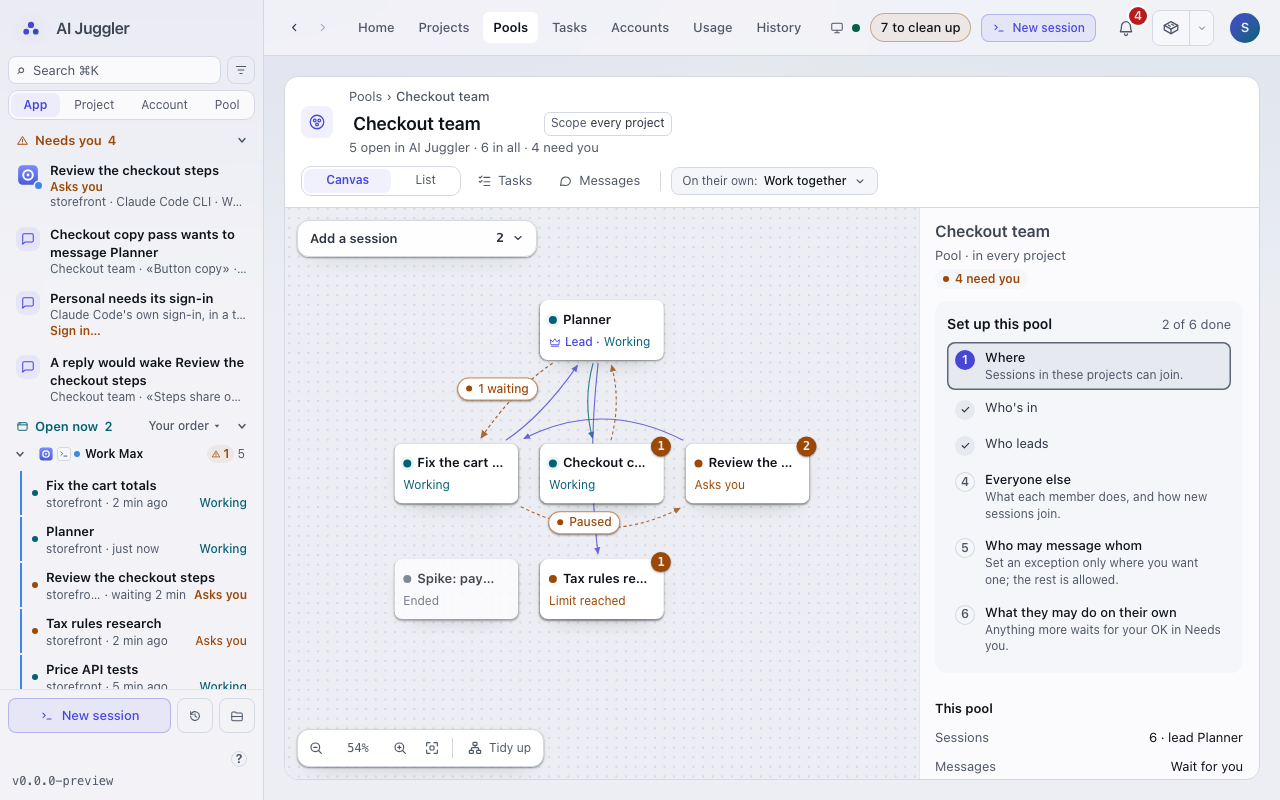 AI Juggler
Search ⌘K
App Project Account Pool
Needs you 4
Review the checkout steps
Asks you
storefront · Claude Code CLI · W…
Checkout copy pass wants to
message Planner
Checkout team · «Button copy» ·…
Personal needs its sign-in
Claude Code's own sign-in, in a t…
Sign in…
A reply would wake Review the
checkout steps
Checkout team · «Steps share o…
Open now 2 Your order
Work Max 1 5
Fix the cart totals
storefront · 2 min ago Working
Planner
storefront · just now Working
Review the checkout steps
storefro… · waiting 2 min Asks you
Tax rules research
storefront · 2 min ago Asks you
Price API tests
storefront · 5 min ago Working
New session
?
v0.0.0-preview
Home Projects Pools Tasks Accounts Usage History
7 to clean up
New session
4
S
Pools › Checkout team
Checkout team
Scope every project
5 open in AI Juggler · 6 in all · 4 need you
Canvas List Tasks Messages
On their own: Work together
Add a session 2
Planner
Lead · Working
1 waiting
Fix the cart …
Working
1
Checkout c…
Working
2
Review the …
Asks you
Paused
Spike: pay…
Ended
1
Tax rules re…
Limit reached
54%
Tidy up
Checkout team
Pool · in every project
4 need you
Set up this pool 2 of 6 done
1 Where
Sessions in these projects can join.
Who's in
Who leads
4 Everyone else
What each member does, and how new
sessions join.
5 Who may message whom
Set an exception only where you want
one; the rest is allowed.
6 What they may do on their own
Anything more waits for your OK in Needs
you.
This pool
Sessions 6 · lead Planner
Messages Wait for you